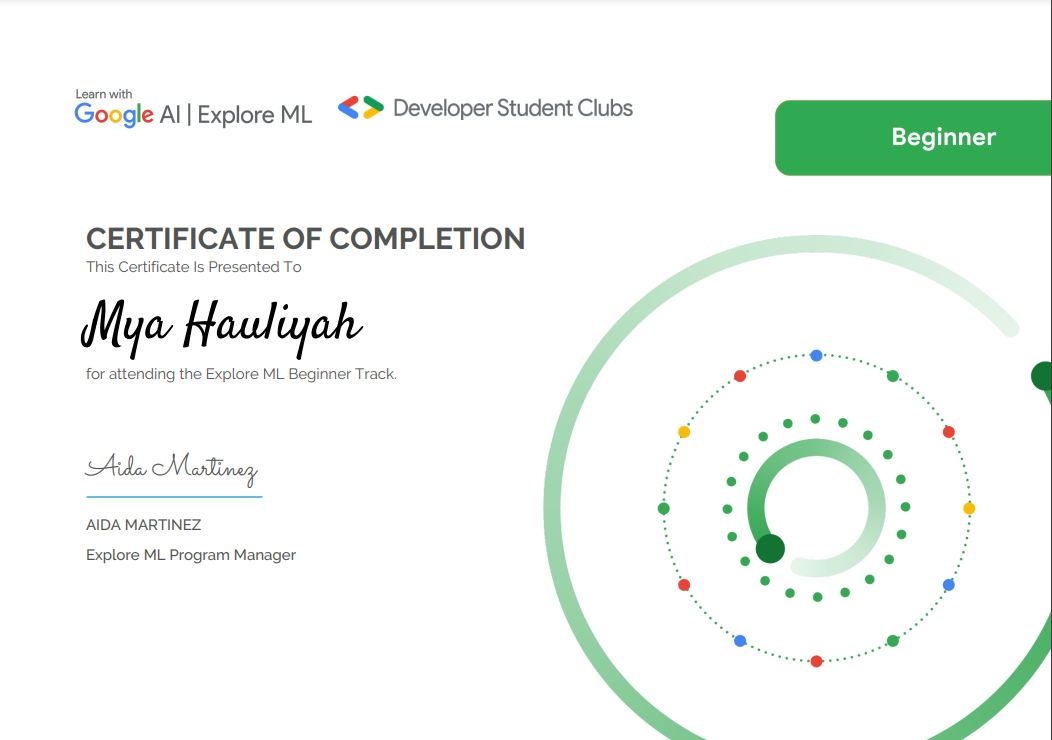 Learn with
Google AI | Explore ML
Developer Student Clubs
Beginner
CERTIFICATE OF COMPLETION
This Certificate Is Presented To
Mya Hauliyah
for attending the Explore ML Beginner Track.
Aida Martinez
AIDA MARTINEZ
Explore ML Program Manager